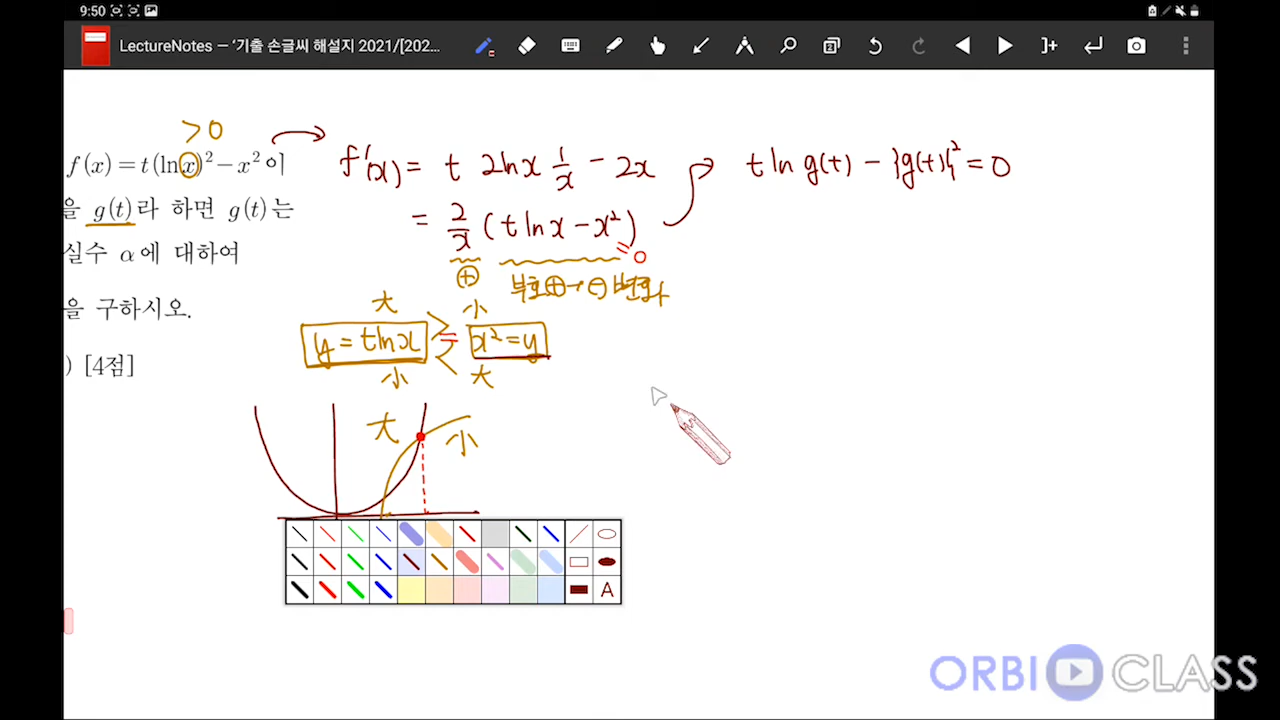 9:50
LectureNotes — ‘기출 손글씨 해설지 2021/[202…
> 0
f(x) = t(ln x)² − x² 이
f'(x) = t 2lnx 1/x − 2x
t ln g(t) − {g(t)}² = 0
을 g(t)라 하면 g(t)는
= 2/x (t ln x − x²)
= 0
실수 α에 대하여
⊕ 부호 ⊕→⊖ 변화
을 구하시오.
大 > 小
y = t ln x = x² = y
小 < 大
) [4점]
大 小
A
ORBI CLASS